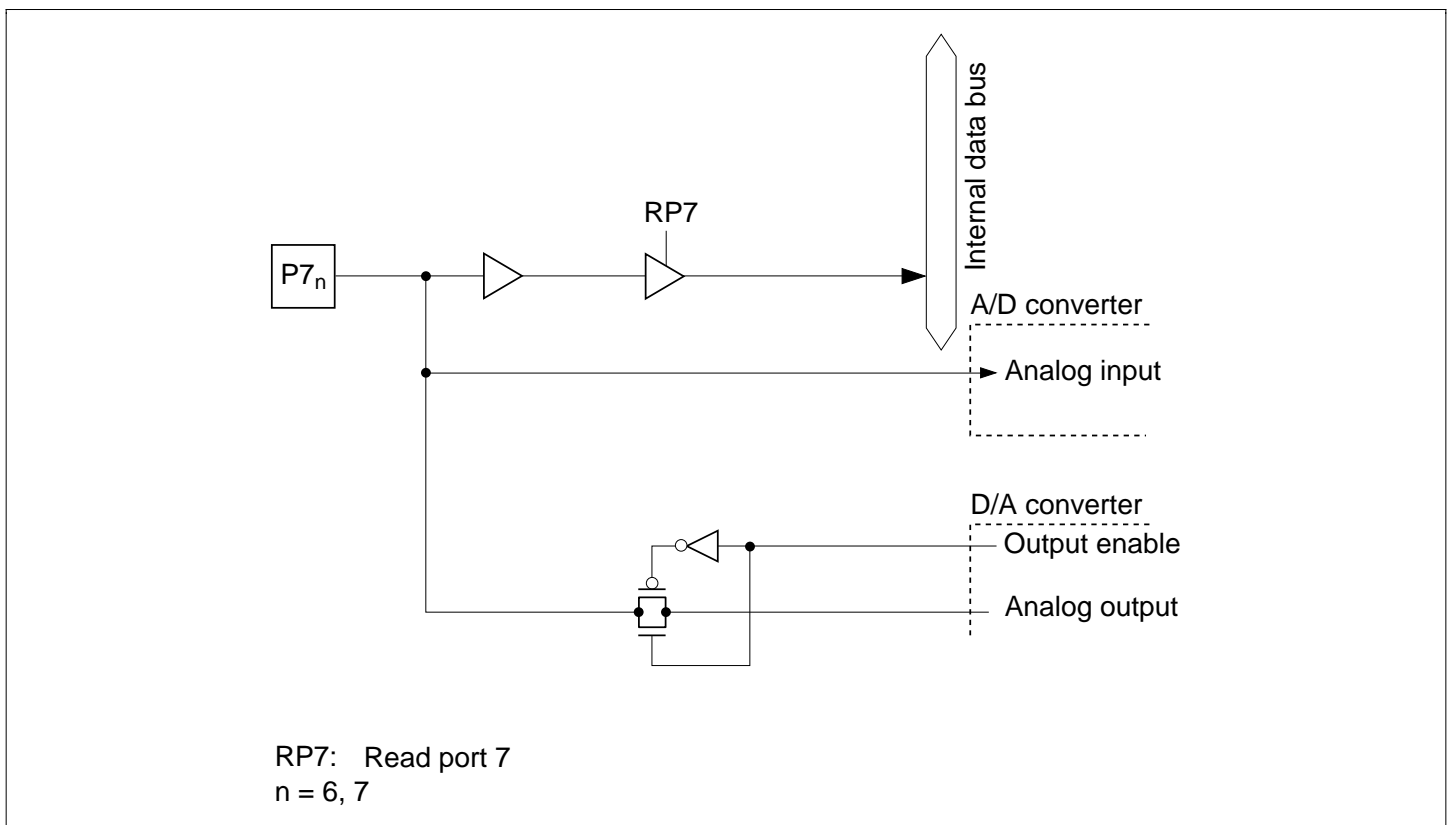 Internal data bus
RP7
P7n
A/D converter
Analog input
D/A converter
Output enable
Analog output
RP7: Read port 7
n = 6, 7